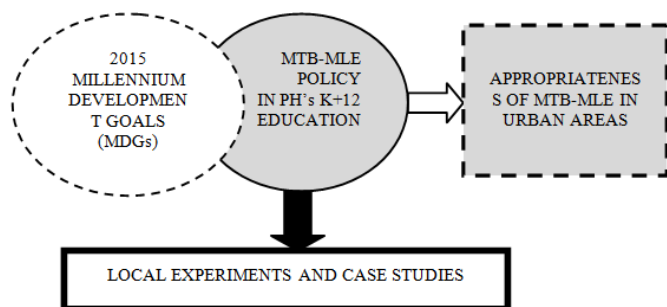 2015
MILLENNIUM
DEVELOPMEN
T GOALS
(MDGs)
MTB-MLE
POLICY
IN PH's K+12
EDUCATION
APPROPRIATENES
S OF MTB-MLE IN
URBAN AREAS
LOCAL EXPERIMENTS AND CASE STUDIES